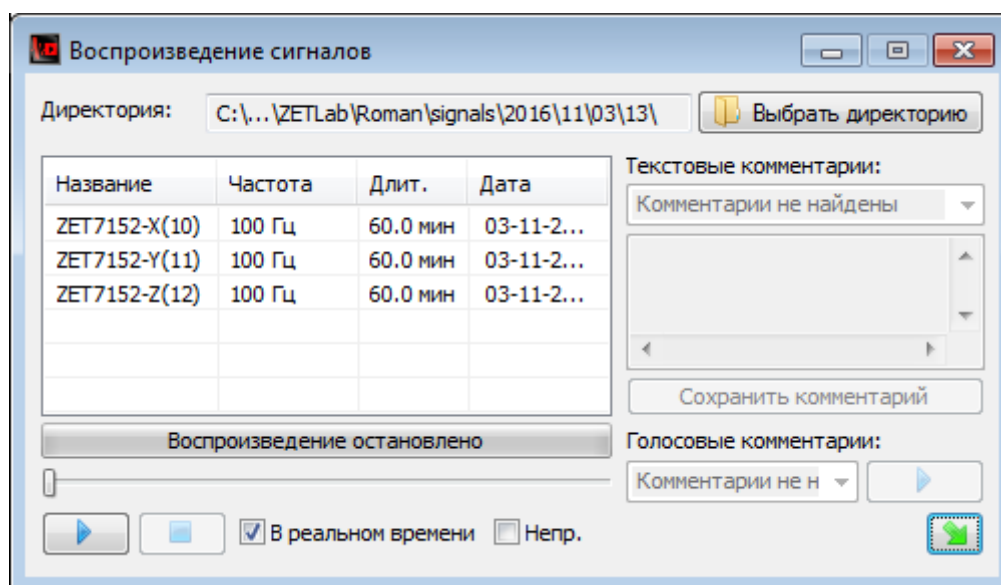 Воспроизведение сигналов
Директория: C:\...\ZETLab\Roman\signals\2016\11\03\13\ Выбрать директорию
Название Частота Длит. Дата
ZET7152-X(10) 100 Гц 60.0 мин 03-11-2...
ZET7152-Y(11) 100 Гц 60.0 мин 03-11-2...
ZET7152-Z(12) 100 Гц 60.0 мин 03-11-2...
Воспроизведение остановлено
В реальном времени Непр.
Текстовые комментарии:
Комментарии не найдены
Сохранить комментарий
Голосовые комментарии:
Комментарии не н